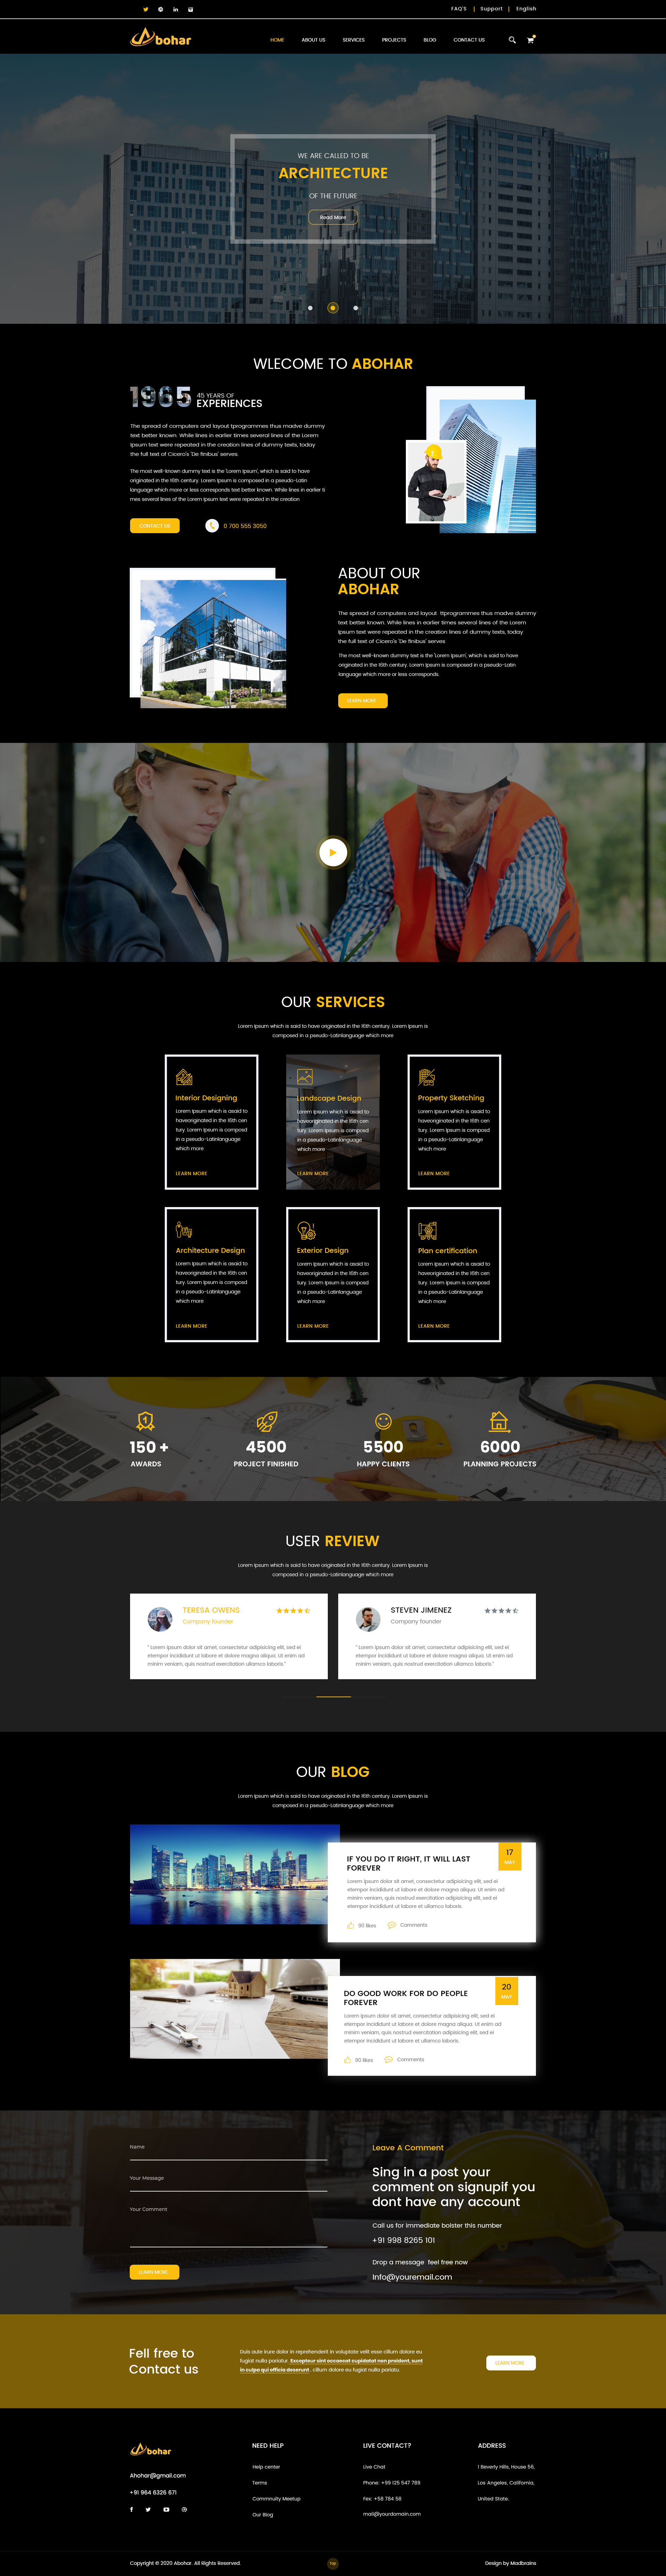 FAQ'S | Support | English
Abohar
HOME ABOUT US SERVICES PROJECTS BLOG CONTACT US
WE ARE CALLED TO BE
ARCHITECTURE
OF THE FUTURE
Read More
WLECOME TO ABOHAR
1965 45 YEARS OF
EXPERIENCES
The spread of computers and layout tprogrammes thus madve dummy
text better known. While lines in earlier times several lines of the Lorem
Ipsum text were repeated in the creation lines of dummy texts, today
the full text of Cicero's 'De finibus' serves.
The most well-known dummy text is the 'Lorem Ipsum', which is said to have
originated in the 16th century. Lorem Ipsum is composed in a pseudo-Latin
language which more or less corresponds text better known. While lines in earlier ti
mes several lines of the Lorem Ipsum text were repeated in the creation
CONTACT US
0 700 555 3050
ABOUT OUR
ABOHAR
The spread of computers and layout tiprogrammes thus madve dummy
text better known. While lines in earlier times several lines of the Lorem
Ipsum text were repeated in the creation lines of dummy texts, today
the full text of Cicero's 'De finibus' serves
The most well-known dummy text is the 'Lorem Ipsum', which is said to have
originated in the 16th century. Lorem Ipsum is composed in a pseudo-Latin
language which more or less corresponds.
LEARN MORE
OUR SERVICES
Lorem Ipsum which is said to have originated in the 16th century. Lorem Ipsum is
composed in a pseudo-Latinlanguage which more
Interior Designing
Lorem Ipsum which is asaid to
haveoriginated in the 16th cen
tury. Lorem Ipsum is composd
in a pseudo-Latinlanguage
which more
LEARN MORE
Landscape Design
Lorem Ipsum which is asaid to
haveoriginated in the 16th cen
tury. Lorem Ipsum is composd
in a pseudo-Latinlanguage
which more
LEARN MORE
Property Sketching
Lorem Ipsum which is asaid to
haveoriginated in the 16th cen
tury. Lorem Ipsum is composd
in a pseudo-Latinlanguage
which more
LEARN MORE
Architecture Design
Lorem Ipsum which is asaid to
haveoriginated in the 16th cen
tury. Lorem Ipsum is composd
in a pseudo-Latinlanguage
which more
LEARN MORE
Exterior Design
Lorem Ipsum which is asaid to
haveoriginated in the 16th cen
tury. Lorem Ipsum is composd
in a pseudo-Latinlanguage
which more
LEARN MORE
Plan certification
Lorem Ipsum which is asaid to
haveoriginated in the 16th cen
tury. Lorem Ipsum is composd
in a pseudo-Latinlanguage
which more
LEARN MORE
150 + 4500 5500 6000
AWARDS PROJECT FINISHED HAPPY CLIENTS PLANNING PROJECTS
USER REVIEW
Lorem Ipsum which is said to have originated in the 16th century. Lorem Ipsum is
composed in a pseudo-Latinlanguage which more
TERESA OWENS
Company founder
" Lorem ipsum dolor sit amet, consectetur adipisicing elit, sed ei
etempor incididunt ut labore et dolore magna aliqua. Ut enim ad
minim veniam, quis nostrud exercitation ullamco laboris."
STEVEN JIMENEZ
Company founder
" Lorem ipsum dolor sit amet, consectetur adipisicing elit, sed ei
etempor incididunt ut labore et dolore magna aliqua. Ut enim ad
minim veniam, quis nostrud exercitation ullamco laboris."
OUR BLOG
Lorem Ipsum which is said to have originated in the 16th century. Lorem Ipsum is
composed in a pseudo-Latinlanguage which more
17
MAY
IF YOU DO IT RIGHT, IT WILL LAST
FOREVER
Lorem ipsum dolor sit amet, consectetur adipisicing elit, sed ei
etempor incididunt ut labore et dolore magna aliqua. Ut enim ad
minim veniam, quis nostrud exercitation adipisicing elit, sed ei
etempor incididunt ut labore et ullamco laboris.
90 likes Comments
20
MAY
DO GOOD WORK FOR DO PEOPLE
FOREVER
Lorem ipsum dolor sit amet, consectetur adipisicing elit, sed ei
etempor incididunt ut labore et dolore magna aliqua. Ut enim ad
minim veniam, quis nostrud exercitation adipisicing elit, sed ei
etempor incididunt ut labore et ullamco laboris.
90 likes Comments
Name
Your Message
Your Comment
LEARN MORE
Leave A Comment
Sing in a post your
comment on signupif you
dont have any account
Call us for immediate bolster this number
+91 998 8265 101
Drop a message feel free now
Info@youremail.com
Fell free to
Contact us
Duis aute irure dolor in reprehenderit in voluptate velit esse cillum dolore eu
fugiat nulla pariatur. Excepteur sint occaecat cupidatat non proident, sunt
in culpa qui officia deserunt. cillum dolore eu fugiat nulla pariatu.
LEARN MORE
Abohar
Ahohar@gmail.com
+91 964 6326 671
NEED HELP
Help center
Terms
Commnuity Meetup
Our Blog
LIVE CONTACT?
Live Chat
Phone: +99 125 547 789
Fex: +58 784 58
mail@yourdomain.com
ADDRESS
1 Beverly Hills, House 56,
Los Angeles, California,
United State.
Copyright © 2020 Abohar. All Rights Reserved.
Top
Design by Madbrains